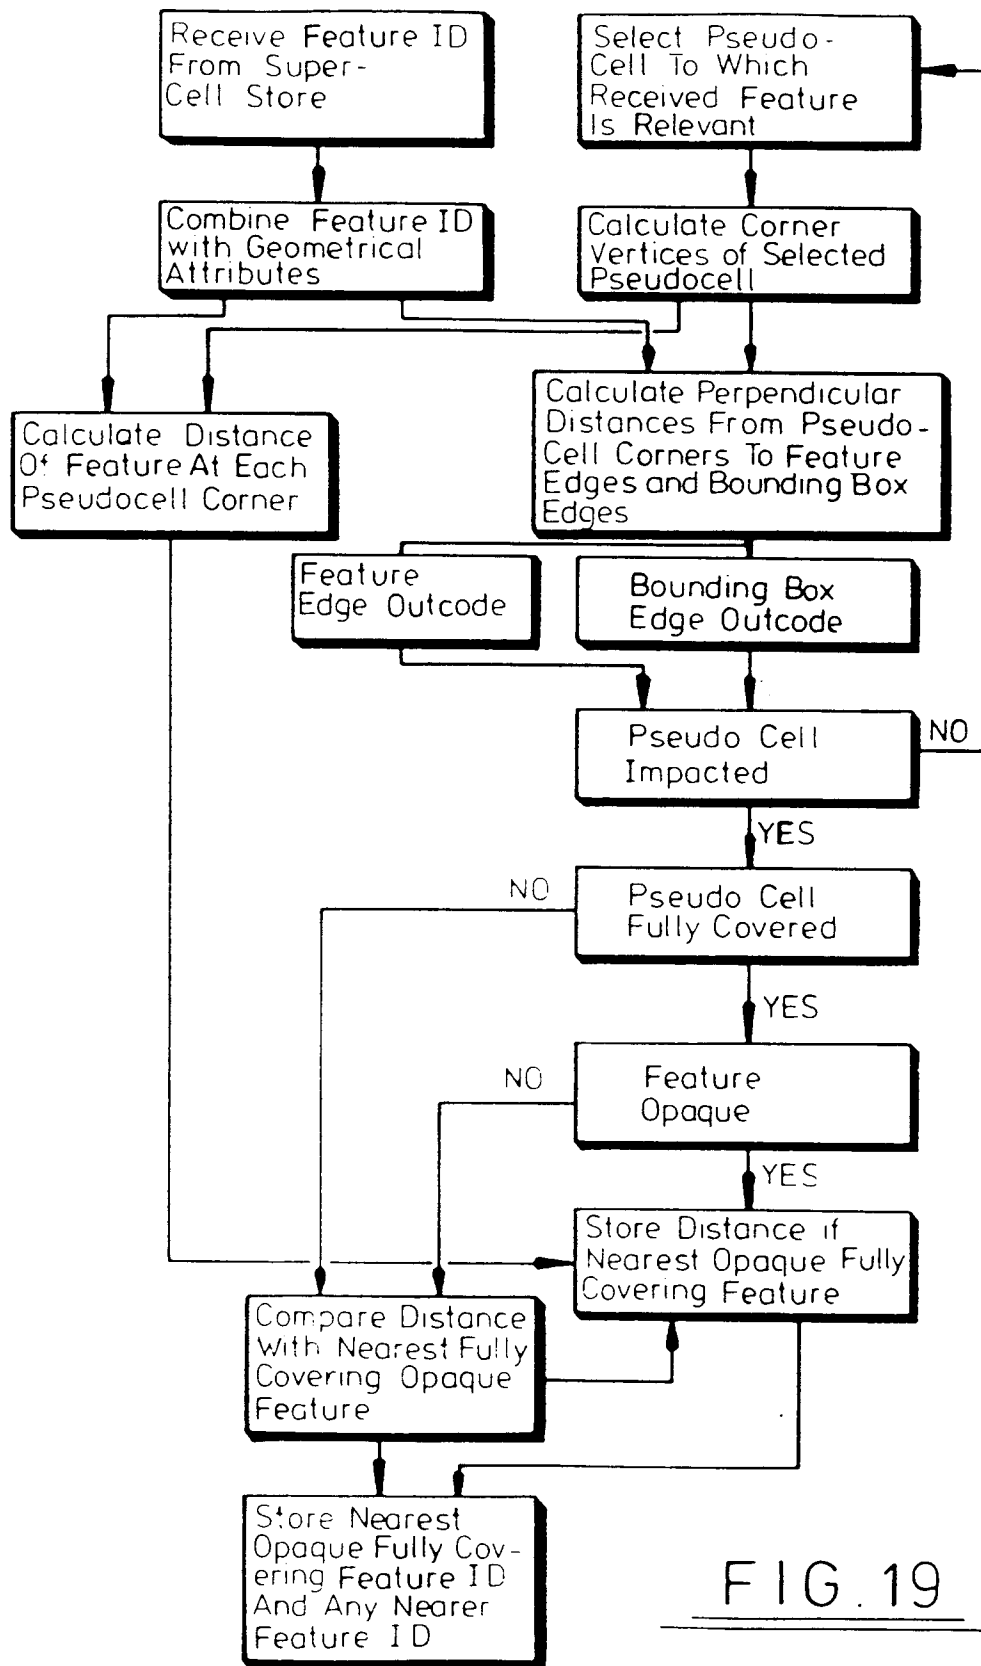 Receive Feature ID
From Super-
Cell Store
Select Pseudo-
Cell To Which
Received Feature
Is Relevant
Combine Feature ID
with Geometrical
Attributes
Calculate Corner
Vertices of Selected
Pseudocell
Calculate Distance
Of Feature At Each
Pseudocell Corner
Calculate Perpendicular
Distances From Pseudo-
Cell Corners To Feature
Edges and Bounding Box
Edges
Feature
Edge Outcode
Bounding Box
Edge Outcode
Pseudo Cell
Impacted
NO
YES
NO
Pseudo Cell
Fully Covered
YES
NO
Feature
Opaque
YES
Store Distance if
Nearest Opaque Fully
Covering Feature
Compare Distance
With Nearest Fully
Covering Opaque
Feature
Store Nearest
Opaque Fully Cov-
ering Feature ID
And Any Nearer
Feature ID
FIG.19